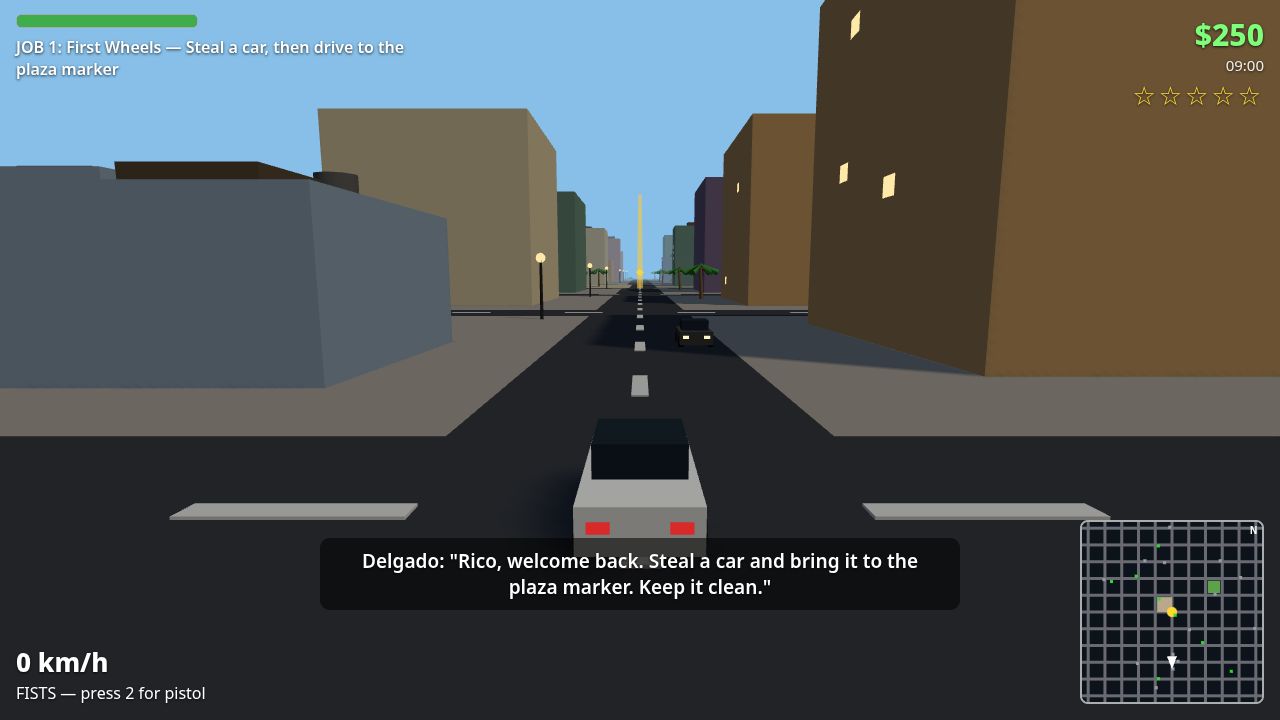 JOB 1: First Wheels — Steal a car, then drive to the
plaza marker
$250
09:00
☆☆☆☆☆
Delgado: "Rico, welcome back. Steal a car and bring it to the
plaza marker. Keep it clean."
N
0 km/h
FISTS — press 2 for pistol